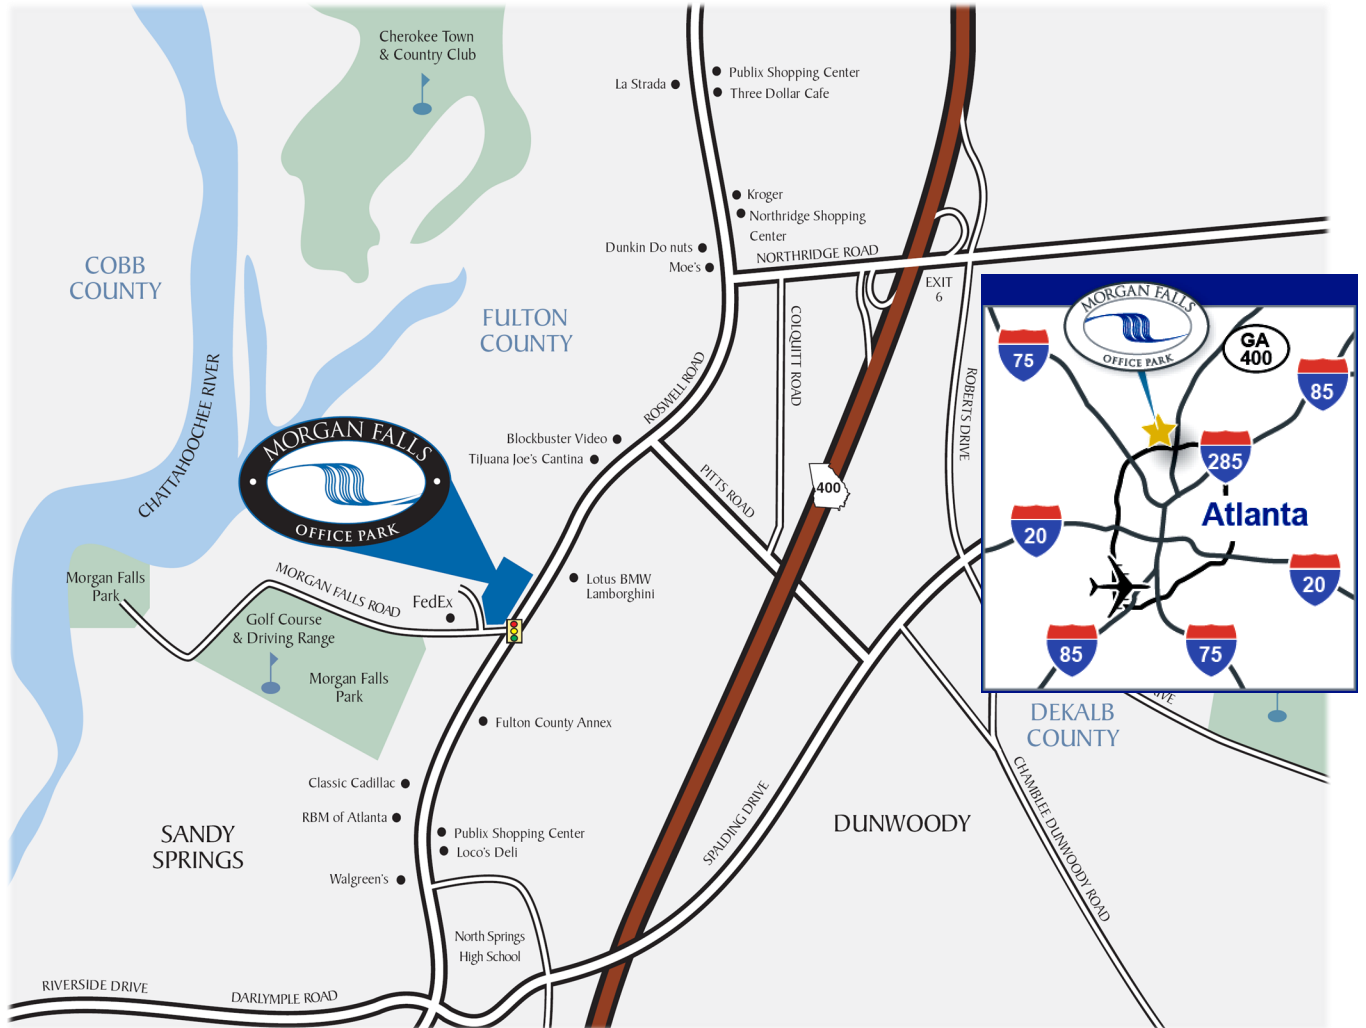 Cherokee Town
& Country Club
La Strada
Publix Shopping Center
Three Dollar Cafe
Kroger
Northridge Shopping
Center
Dunkin Do nuts
Moe's
NORTHRIDGE ROAD
EXIT
6
COBB
COUNTY
FULTON
COUNTY
CHATTAHOOCHEE RIVER
ROSWELL ROAD
COLQUITT ROAD
ROBERTS DRIVE
MORGAN FALLS
OFFICE PARK
GA
400
75
85
285
Atlanta
20
20
85
75
MORGAN FALLS
OFFICE PARK
Blockbuster Video
TiJuana Joe's Cantina
PITTS ROAD
400
Morgan Falls
Park
MORGAN FALLS ROAD
FedEx
Lotus BMW
Lamborghini
Golf Course
& Driving Range
Morgan Falls
Park
Fulton County Annex
DEKALB
COUNTY
Classic Cadillac
RBM of Atlanta
SANDY
SPRINGS
Publix Shopping Center
Loco's Deli
Walgreen's
SPALDING DRIVE
DUNWOODY
CHAMBLEE DUNWOODY ROAD
North Springs
High School
RIVERSIDE DRIVE
DARLYMPLE ROAD